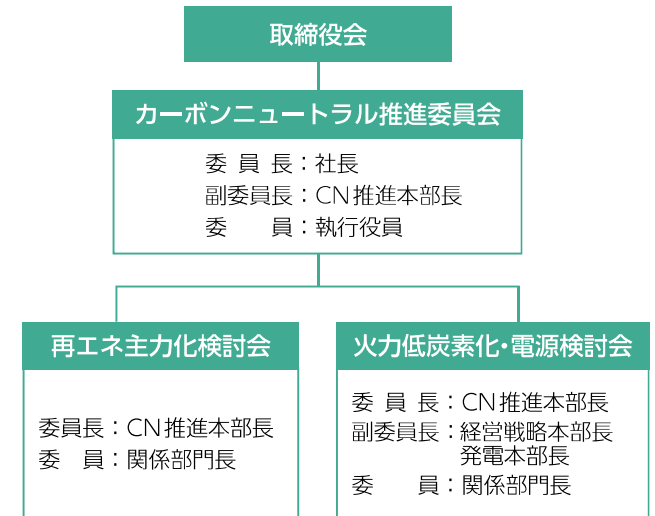 取締役会
カーボンニュートラル推進委員会
委員長：社長
副委員長：CN推進本部長
委　員：執行役員
再エネ主力化検討会
委員長：CN推進本部長
委　員：関係部門長
火力低炭素化・電源検討会
委員長：CN推進本部長
副委員長：経営戦略本部長
発電本部長
委　員：関係部門長